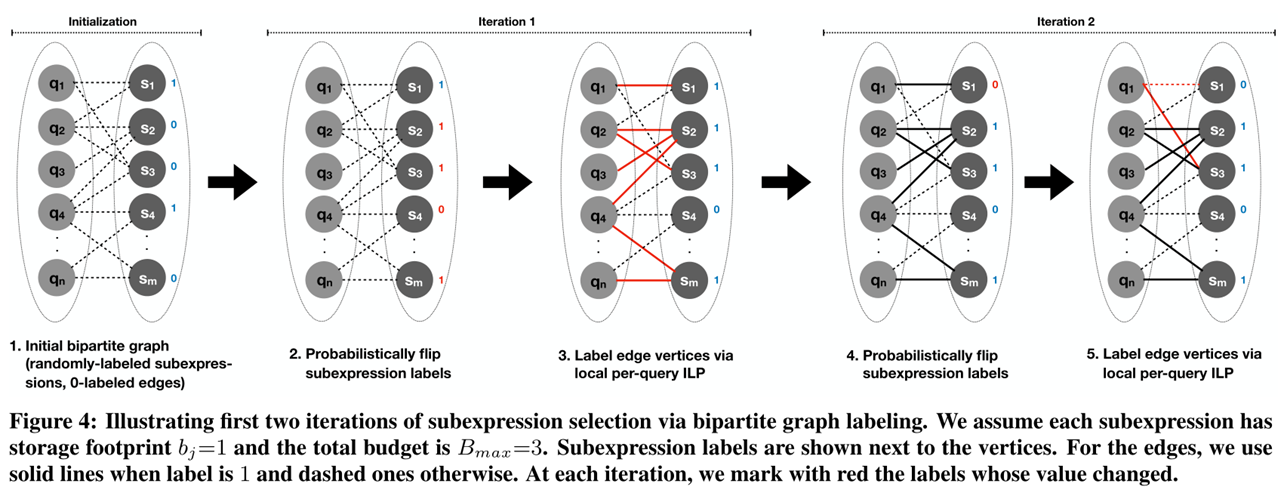 Initialization
Iteration 1
Iteration 2
q1 s1 1
q2 s2 0
q3 s3 0
q4 s4 1
. .
. .
qn sm 0
q1 s1 1
q2 s2 1
q3 s3 1
q4 s4 0
. .
. .
qn sm 1
q1 s1 1
q2 s2 1
q3 s3 1
q4 s4 0
. .
. .
qn sm 1
q1 s1 0
q2 s2 1
q3 s3 1
q4 s4 0
. .
. .
qn sm 1
q1 s1 0
q2 s2 1
q3 s3 1
q4 s4 0
. .
. .
qn sm 1
1. Initial bipartite graph
(randomly-labeled subexpres-
sions, 0-labeled edges)
2. Probabilistically flip
subexpression labels
3. Label edge vertices via
local per-query ILP
4. Probabilistically flip
subexpression labels
5. Label edge vertices via
local per-query ILP
Figure 4: Illustrating first two iterations of subexpression selection via bipartite graph labeling. We assume each subexpression has
storage footprint bj=1 and the total budget is Bmax=3. Subexpression labels are shown next to the vertices. For the edges, we use
solid lines when label is 1 and dashed ones otherwise. At each iteration, we mark with red the labels whose value changed.